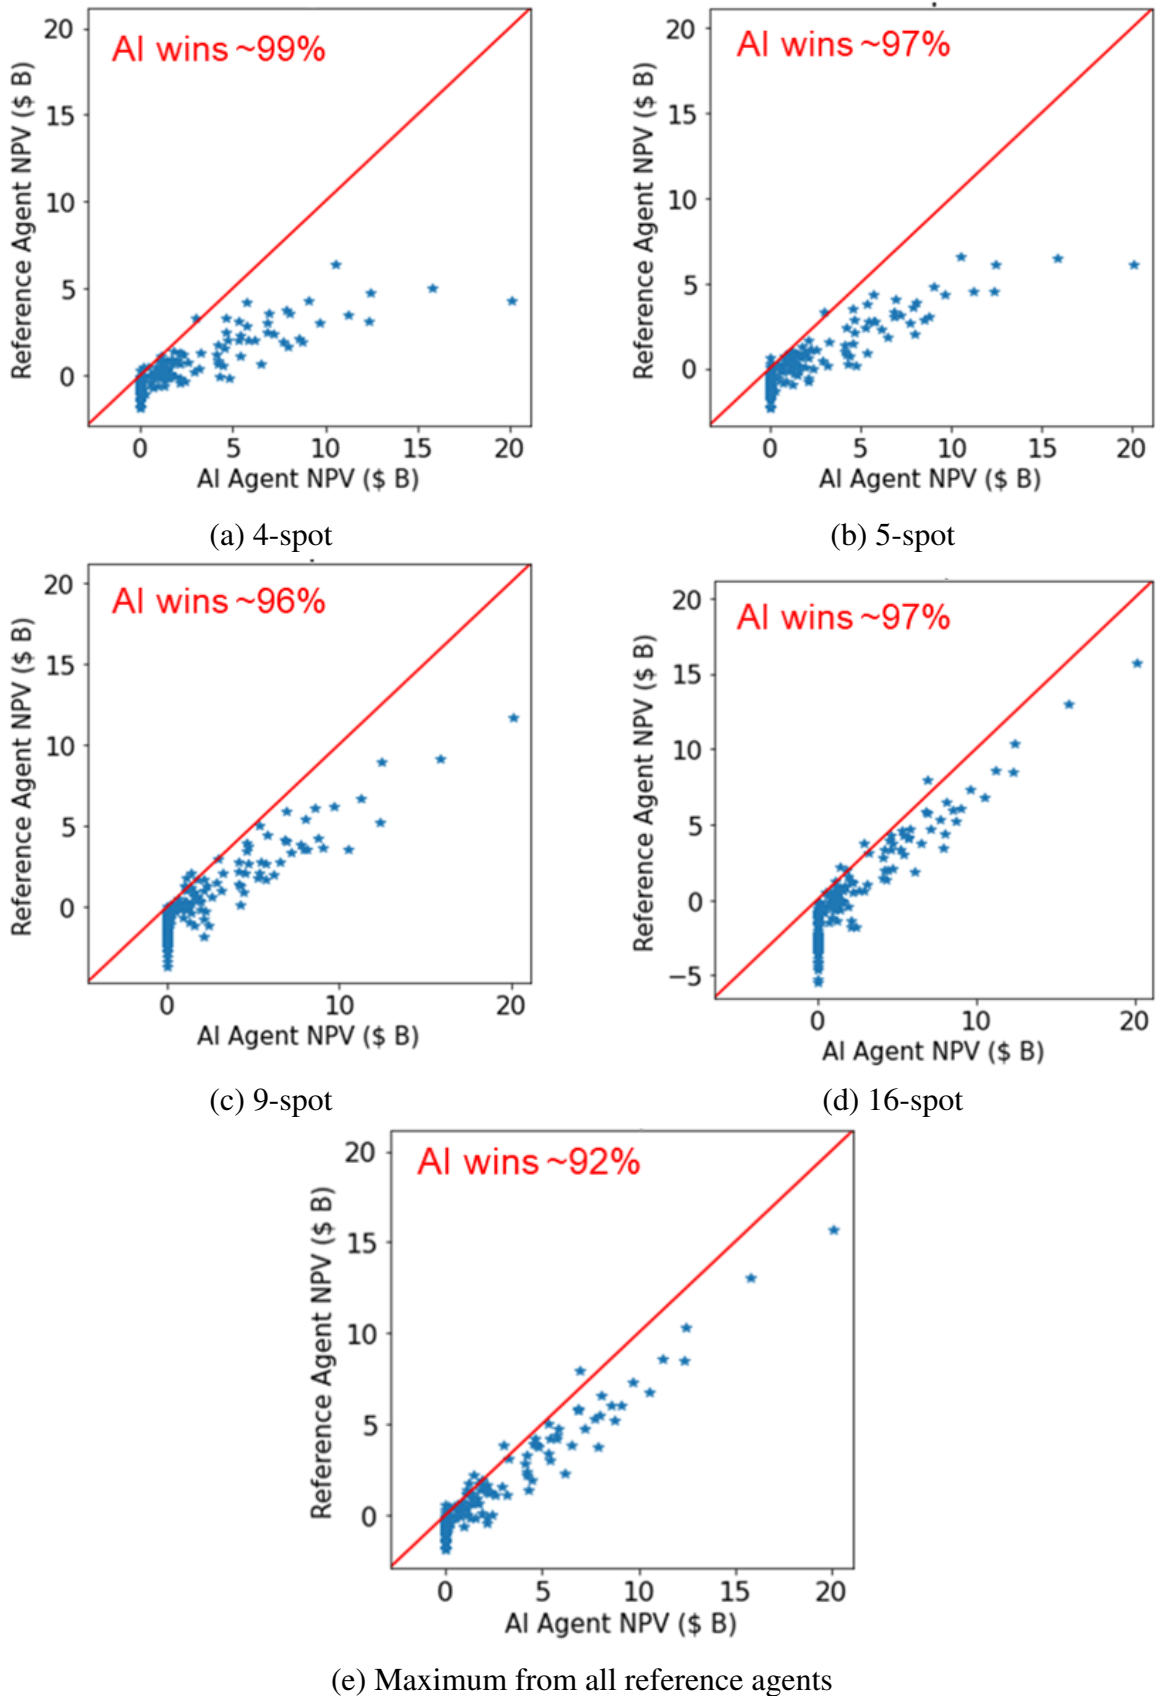 AI wins ~99%
Reference Agent NPV ($ B)
20
15
10
5
0
0 5 10 15 20
AI Agent NPV ($ B)
(a) 4-spot
AI wins ~97%
Reference Agent NPV ($ B)
20
15
10
5
0
0 5 10 15 20
AI Agent NPV ($ B)
(b) 5-spot
AI wins ~96%
Reference Agent NPV ($ B)
20
15
10
5
0
0 10 20
AI Agent NPV ($ B)
(c) 9-spot
AI wins ~97%
Reference Agent NPV ($ B)
20
15
10
5
0
−5
0 10 20
AI Agent NPV ($ B)
(d) 16-spot
AI wins ~92%
Reference Agent NPV ($ B)
20
15
10
5
0
0 5 10 15 20
AI Agent NPV ($ B)
(e) Maximum from all reference agents